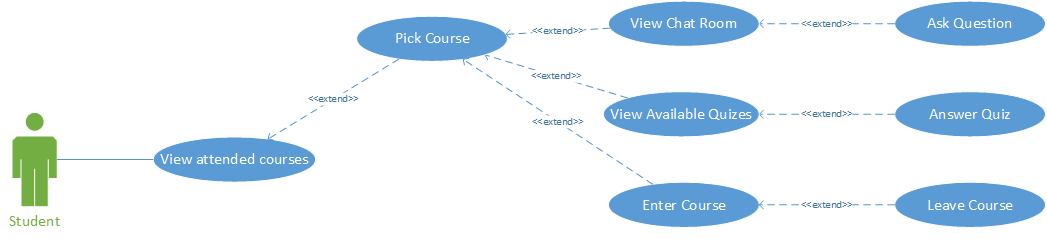 View Chat Room
<<extend>>
Ask Question
Pick Course
<<extend>>
<<extend>>
<<extend>>
View Available Quizes
<<extend>>
Answer Quiz
<<extend>>
View attended courses
Enter Course
<<extend>>
Leave Course
Student